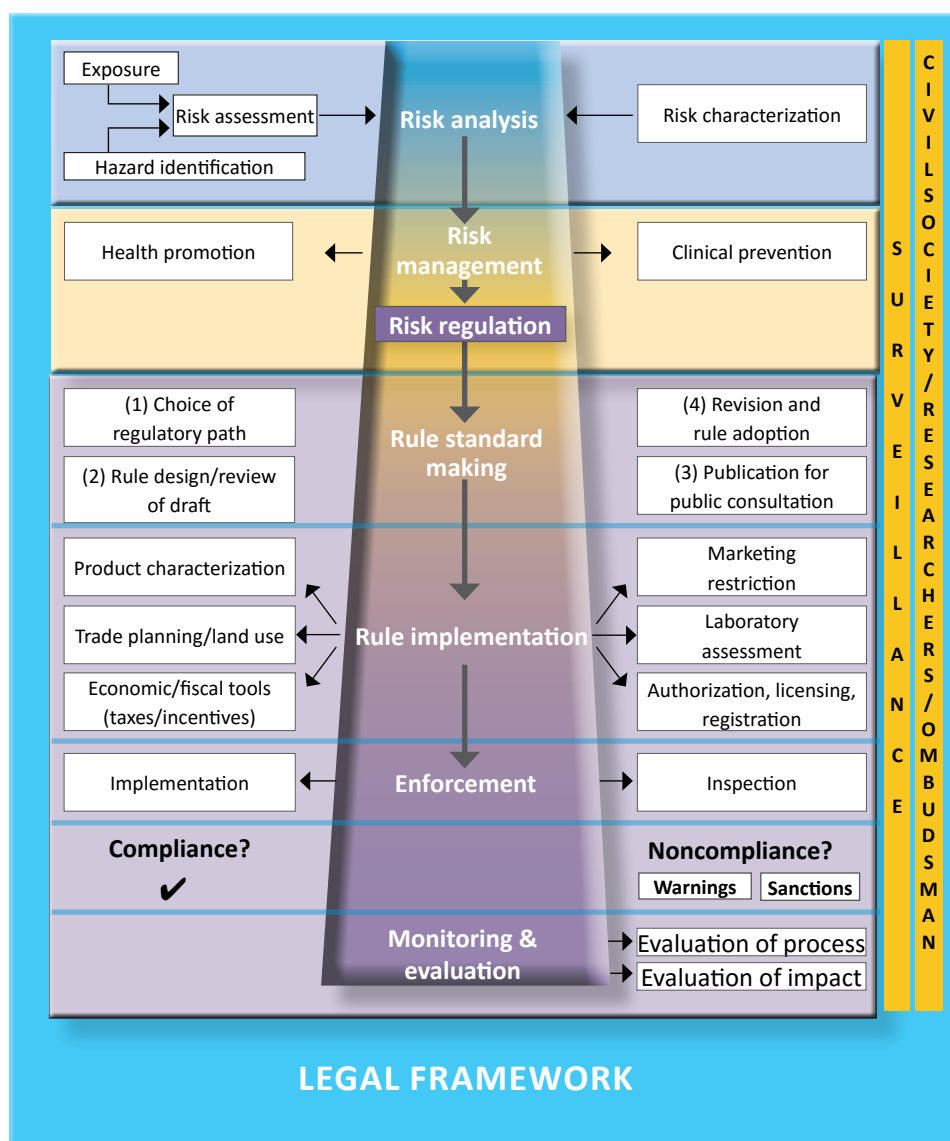 Exposure
Risk assessment
Hazard identification
Risk analysis
Risk characterization
Health promotion
Risk
management
Clinical prevention
Risk regulation
(1) Choice of
regulatory path
(2) Rule design/review
of draft
Rule standard
making
(4) Revision and
rule adoption
(3) Publication for
public consultation
Product characterization
Trade planning/land use
Economic/fiscal tools
(taxes/incentives)
Rule implementation
Marketing
restriction
Laboratory
assessment
Authorization, licensing,
registration
Implementation
Enforcement
Inspection
Compliance?
✔
Noncompliance?
Warnings
Sanctions
Monitoring &
evaluation
Evaluation of process
Evaluation of impact
SURVEILLANCE
CIVILSOCIETY/RESEARCHERS/OMBUDSMAN
LEGAL FRAMEWORK